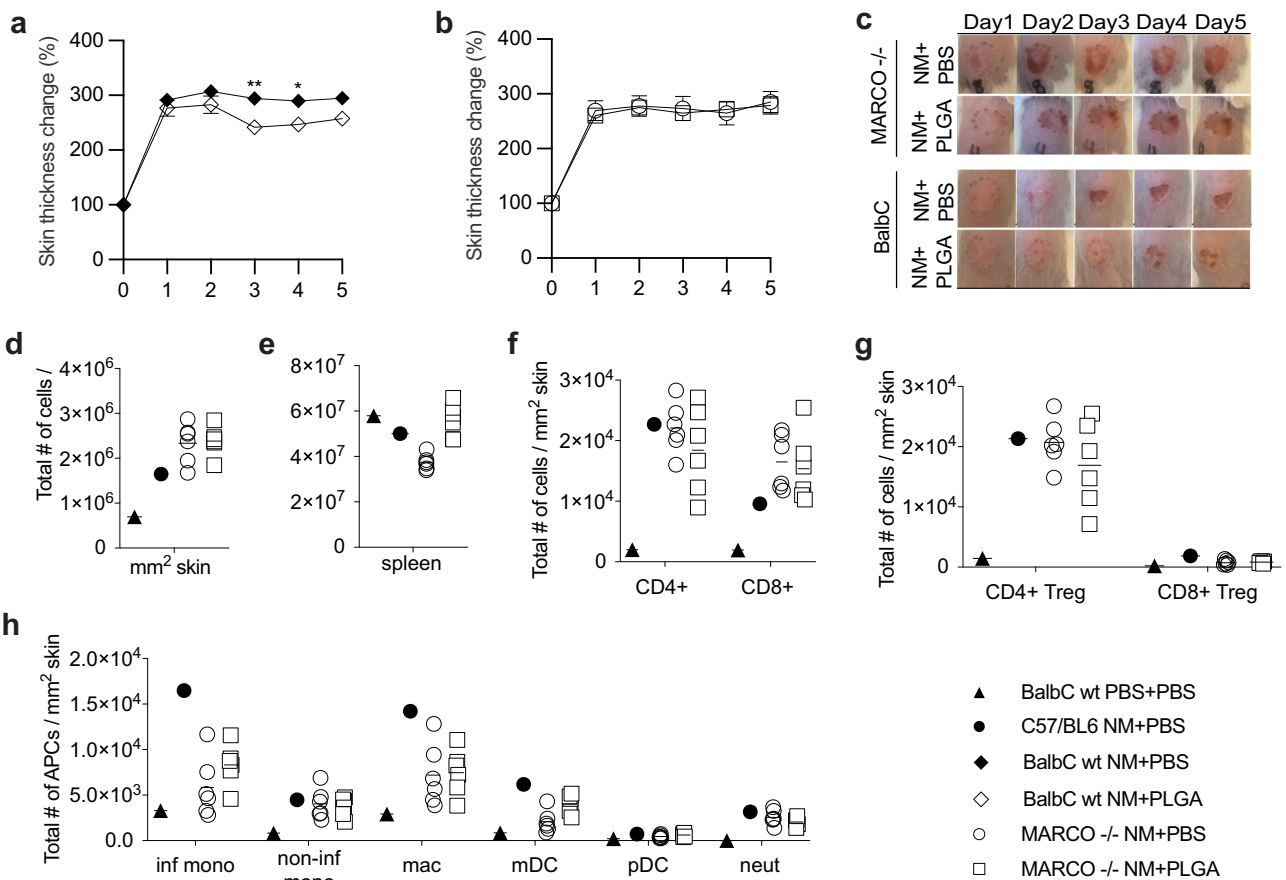 a
Skin thickness change (%)
400
300
200
100
0
** *
0 1 2 3 4 5
b
Skin thickness change (%)
400
300
200
100
0
0 1 2 3 4 5
c
Day1 Day2 Day3 Day4 Day5
MARCO -/-
NM+
PBS
NM+
PLGA
BalbC
NM+
PBS
NM+
PLGA
d
Total # of cells /
4×10⁶
3×10⁶
2×10⁶
1×10⁶
0
mm² skin
e
8×10⁷
6×10⁷
4×10⁷
2×10⁷
0
spleen
f
Total # of cells / mm² skin
3×10⁴
2×10⁴
1×10⁴
0
CD4+ CD8+
g
Total # of cells / mm² skin
3×10⁴
2×10⁴
1×10⁴
0
CD4+ Treg CD8+ Treg
h
Total # of APCs / mm² skin
2.0×10⁴
1.5×10⁴
1.0×10⁴
5.0×10³
0.0
inf mono non-inf mac mDC pDC neut
BalbC wt PBS+PBS
C57/BL6 NM+PBS
BalbC wt NM+PBS
BalbC wt NM+PLGA
MARCO -/- NM+PBS
MARCO -/- NM+PLGA